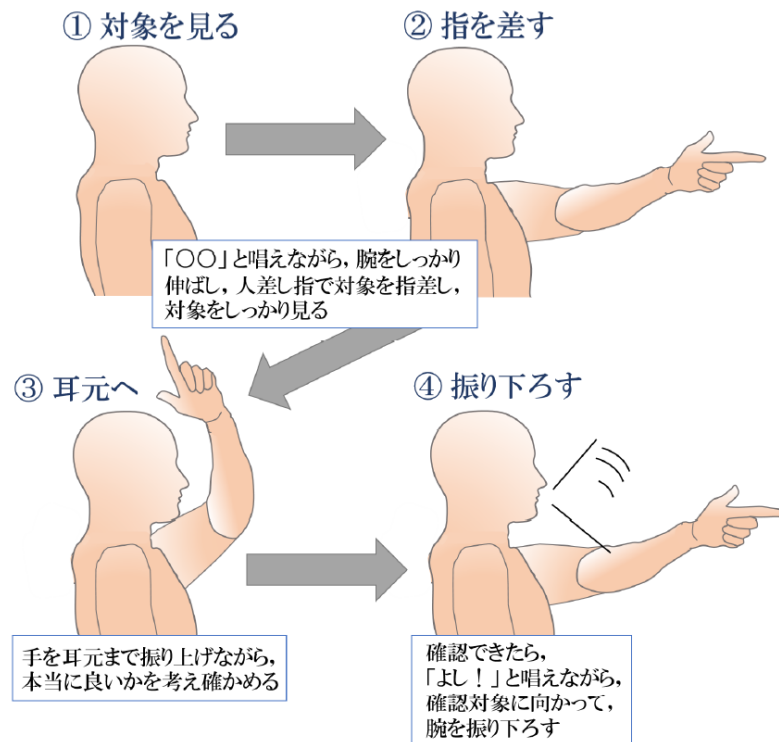 ① 対象を見る
② 指を差す
「○○」と唱えながら，腕をしっかり
伸ばし，人差し指で対象を指差し，
対象をしっかり見る
③ 耳元へ
④ 振り下ろす
手を耳元まで振り上げながら，
本当に良いかを考え確かめる
確認できたら，
「よし！」と唱えながら，
確認対象に向かって，
腕を振り下ろす